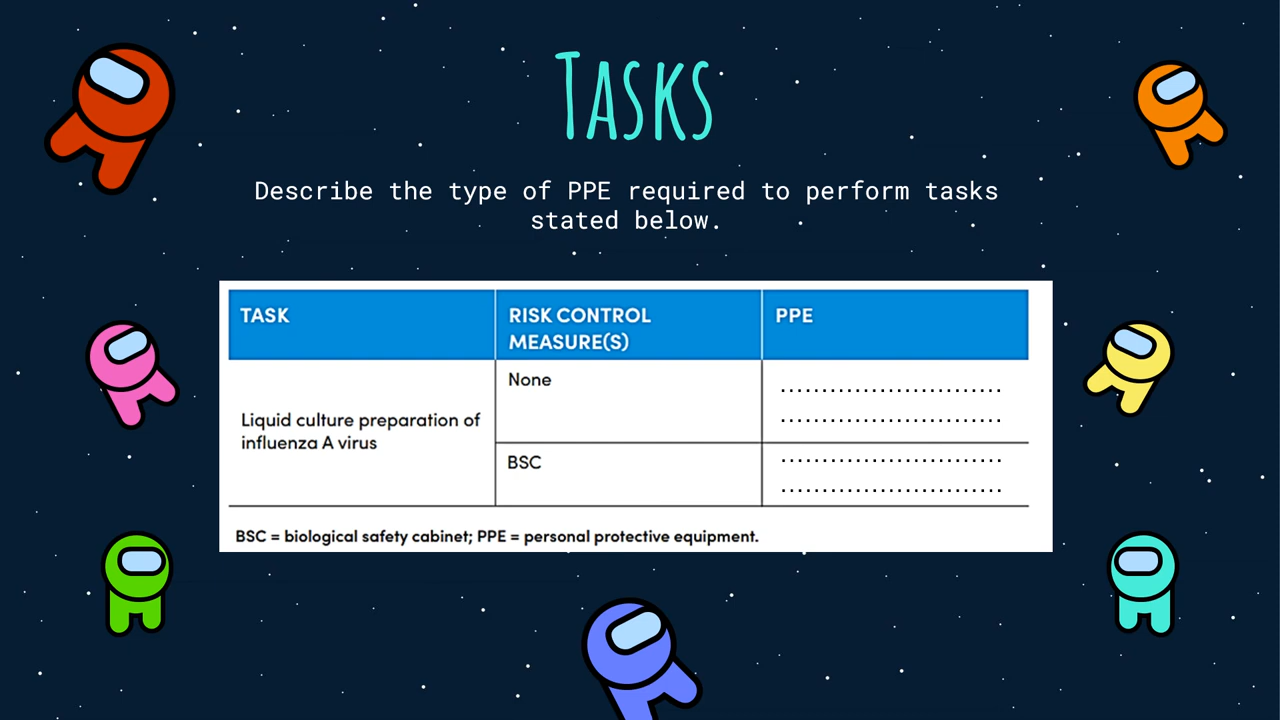 Tasks
Describe the type of PPE required to perform tasks
stated below.
TASK
RISK CONTROL
MEASURE(S)
PPE
Liquid culture preparation of
influenza A virus
None
...........................
...........................
BSC
...........................
...........................
BSC = biological safety cabinet; PPE = personal protective equipment.